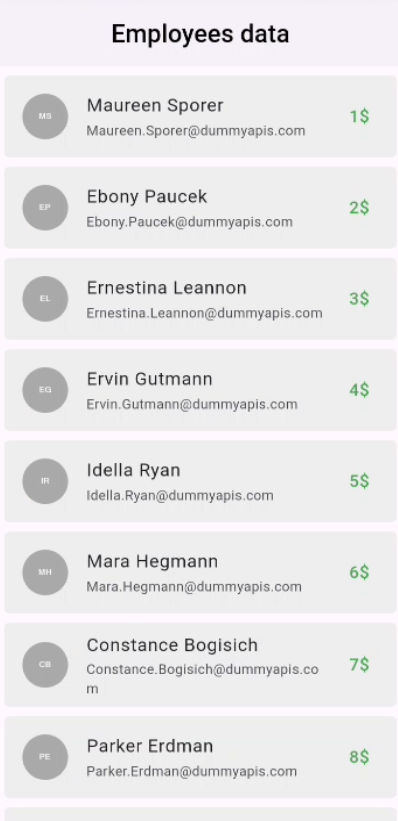 Employees data
MS
Maureen Sporer
1$
Maureen.Sporer@dummyapis.com
EP
Ebony Paucek
2$
Ebony.Paucek@dummyapis.com
EL
Ernestina Leannon
3$
Ernestina.Leannon@dummyapis.com
EG
Ervin Gutmann
4$
Ervin.Gutmann@dummyapis.com
IR
Idella Ryan
5$
Idella.Ryan@dummyapis.com
MH
Mara Hegmann
6$
Mara.Hegmann@dummyapis.com
CB
Constance Bogisich
7$
Constance.Bogisich@dummyapis.co
m
PE
Parker Erdman
8$
Parker.Erdman@dummyapis.com